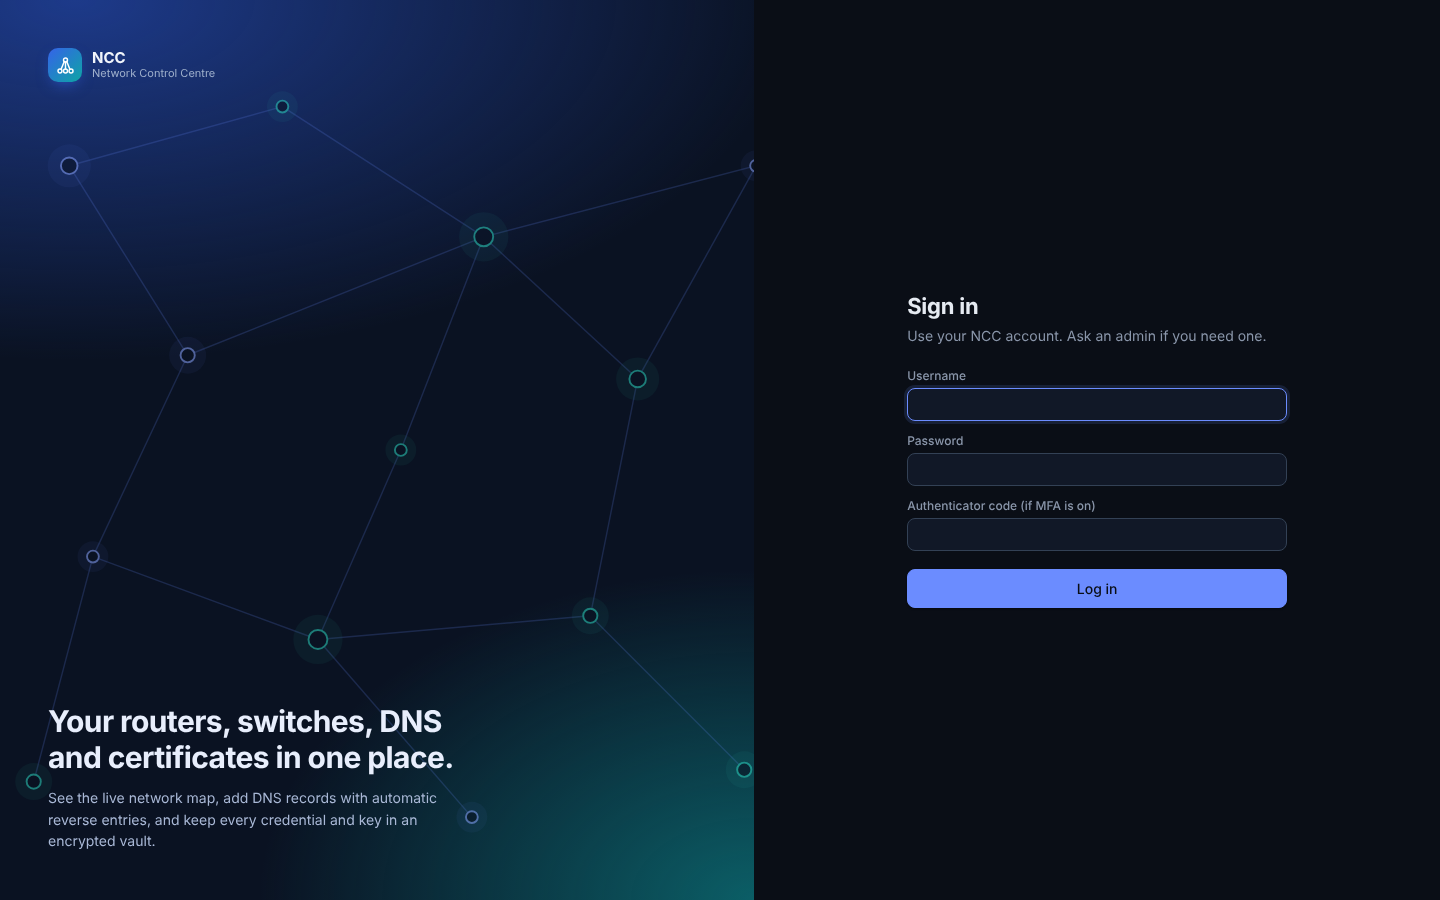 NCC
Network Control Centre
Your routers, switches, DNS
and certificates in one place.
See the live network map, add DNS records with automatic
reverse entries, and keep every credential and key in an
encrypted vault.
Sign in
Use your NCC account. Ask an admin if you need one.
Username
Password
Authenticator code (if MFA is on)
Log in